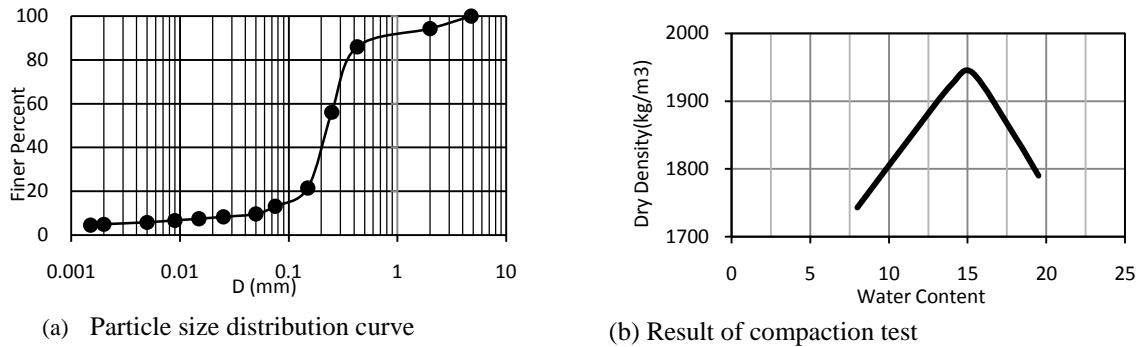 100
80
60
40
20
0
Finer Percent
0.001 0.01 0.1 1 10
D (mm)
(a) Particle size distribution curve
2000
1900
1800
1700
Dry Density(kg/m3)
0 5 10 15 20 25
Water Content
(b) Result of compaction test